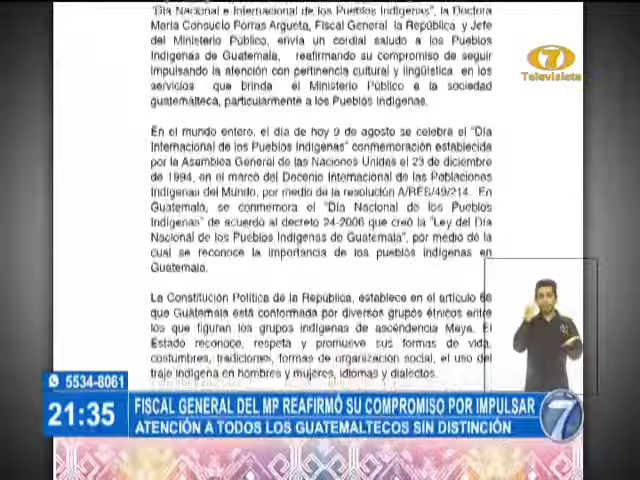 "Día Nacional e Internacional de los Pueblos Indígenas", la Doctora
María Consuelo Porras Argueta, Fiscal General la República y Jefe
del Ministerio Público, envía un cordial saludo a los Pueblos
Indígenas de Guatemala, reafirmando su compromiso de seguir
impulsando la atención con pertinencia cultural y lingüística en los
servicios que brinda el Ministerio Público a la sociedad
guatemalteca, particularmente a los Pueblos Indígenas.
En el mundo entero, el día de hoy 9 de agosto se celebra el "Día
Internacional de los Pueblos Indígenas" conmemoración establecida
por la Asamblea General de las Naciones Unidas el 23 de diciembre
de 1994, en el marco del Decenio Internacional de las Poblaciones
Indígenas del Mundo, por medio de la resolución A/RES/49/214. En
Guatemala, se conmemora el "Día Nacional de los Pueblos
Indígenas" de acuerdo al decreto 24-2006 que creó la "Ley del Día
Nacional de los Pueblos Indígenas de Guatemala", por medio de la
cual se reconoce la importancia de los pueblos indígenas en
Guatemala.
La Constitución Política de la República, establece en el artículo 66
que Guatemala está conformada por diversos grupos étnicos entre
los que figuran los grupos indígenas de ascendencia Maya. El
Estado reconoce, respeta y promueve sus formas de vida,
costumbres, tradiciones, formas de organización social, el uso del
traje indígena en hombres y mujeres, idiomas y dialectos.
7
Televisiete
5534-8061
21:35
FISCAL GENERAL DEL MP REAFIRMÓ SU COMPROMISO POR IMPULSAR
ATENCIÓN A TODOS LOS GUATEMALTECOS SIN DISTINCIÓN
7